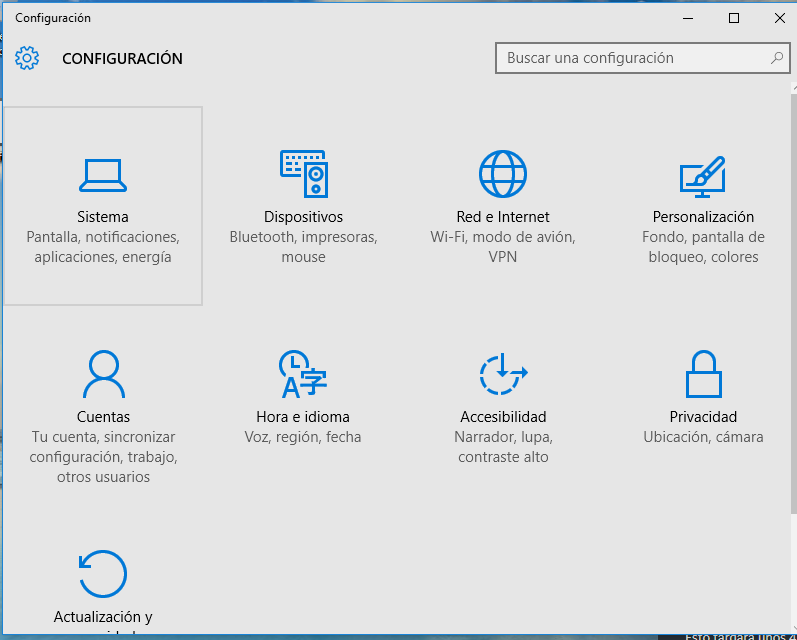 Configuración
CONFIGURACIÓN
Buscar una configuración
Sistema
Pantalla, notificaciones,
aplicaciones, energía
Dispositivos
Bluetooth, impresoras,
mouse
Red e Internet
Wi-Fi, modo de avión,
VPN
Personalización
Fondo, pantalla de
bloqueo, colores
Cuentas
Tu cuenta, sincronizar
configuración, trabajo,
otros usuarios
Hora e idioma
Voz, región, fecha
Accesibilidad
Narrador, lupa,
contraste alto
Privacidad
Ubicación, cámara
Actualización y
Esto tardará unos